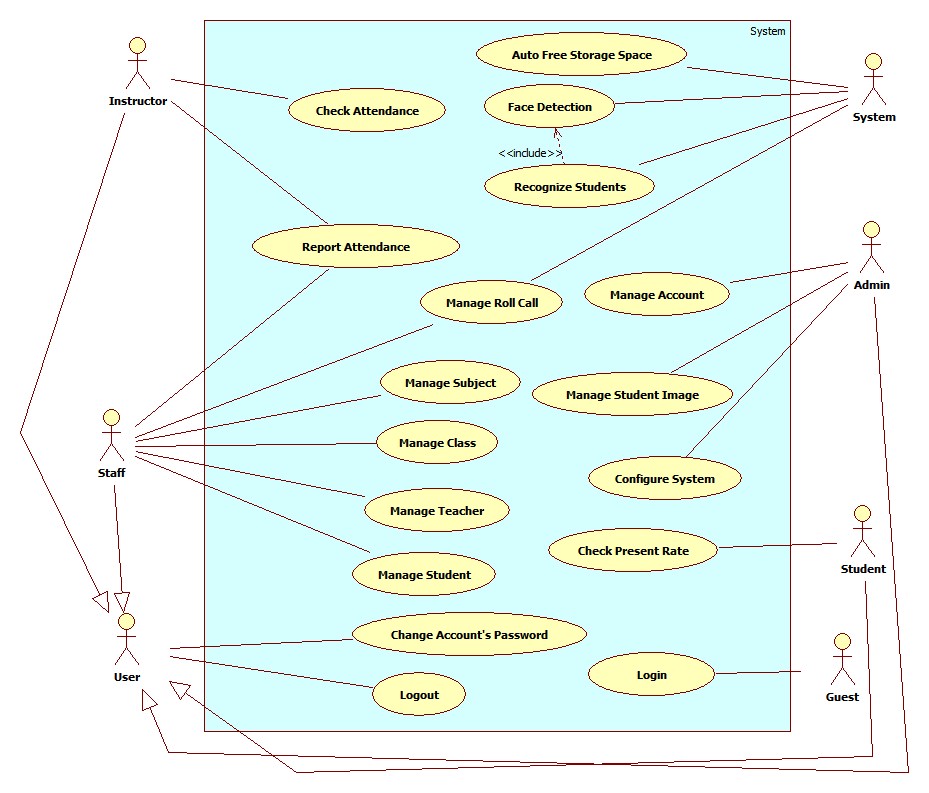 System
Auto Free Storage Space
Instructor
Check Attendance
Face Detection
System
<<include>>
Recognize Students
Report Attendance
Manage Roll Call
Manage Account
Admin
Manage Subject
Manage Student Image
Manage Class
Staff
Configure System
Manage Teacher
Check Present Rate
Student
Manage Student
Change Account's Password
User
Login
Logout
Guest